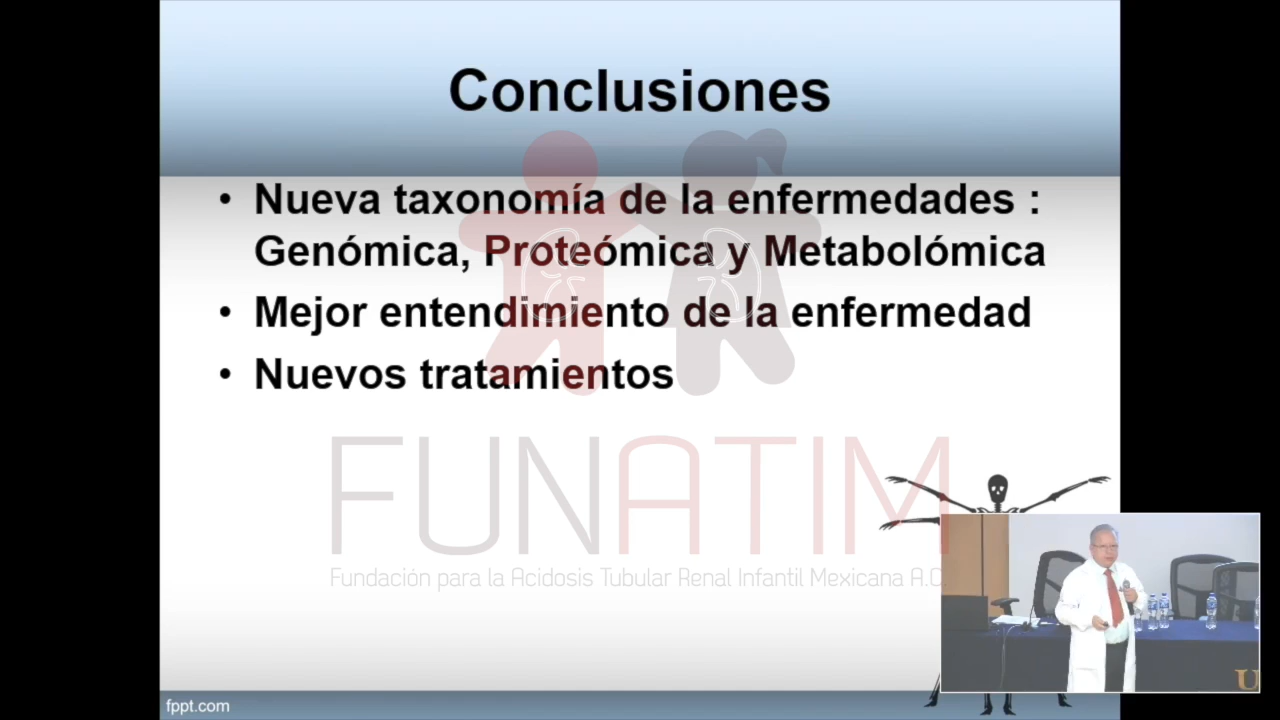 Conclusiones
• Nueva taxonomía de la enfermedades :
Genómica, Proteómica y Metabolómica
• Mejor entendimiento de la enfermedad
• Nuevos tratamientos
FUNATIM
Fundación para la Acidosis Tubular Renal Infantil Mexicana A.C.
fppt.com
U